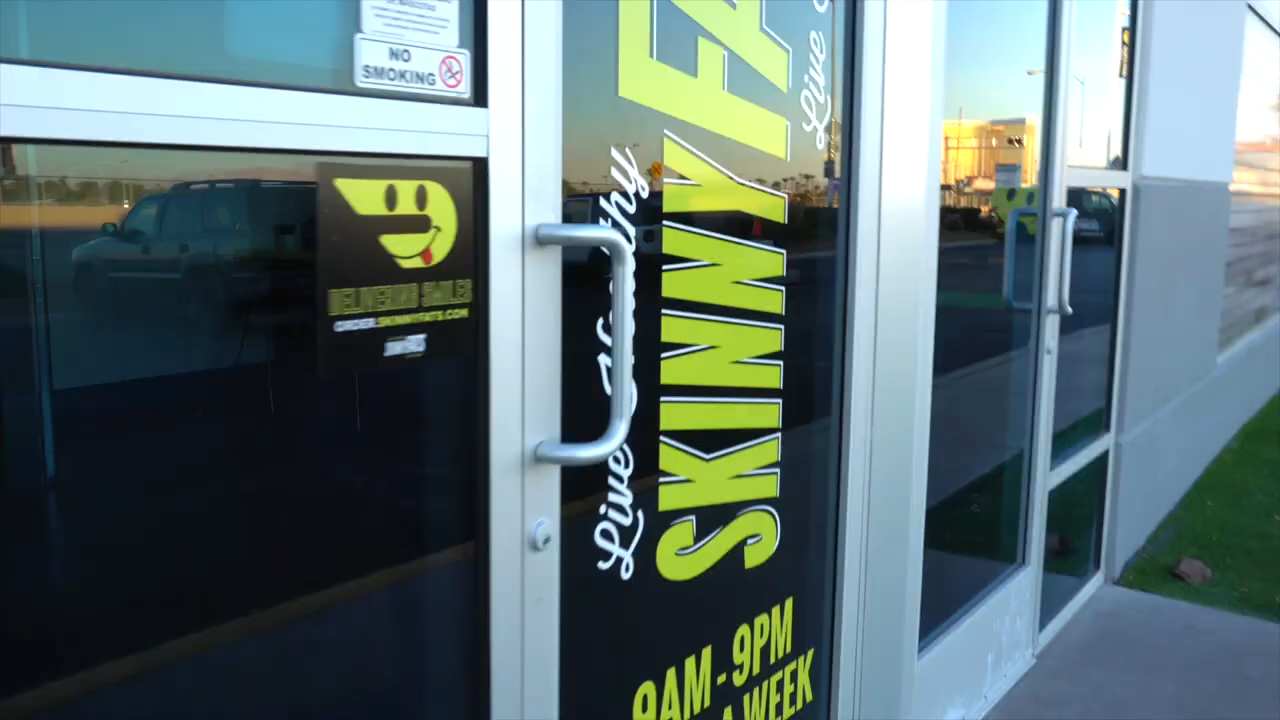 NO
SMOKING
DELIVERING SMILES
ORDER.SKINNYFATS.COM
Live Healthy
SKINNYFA
Live
9AM - 9PM
A WEEK